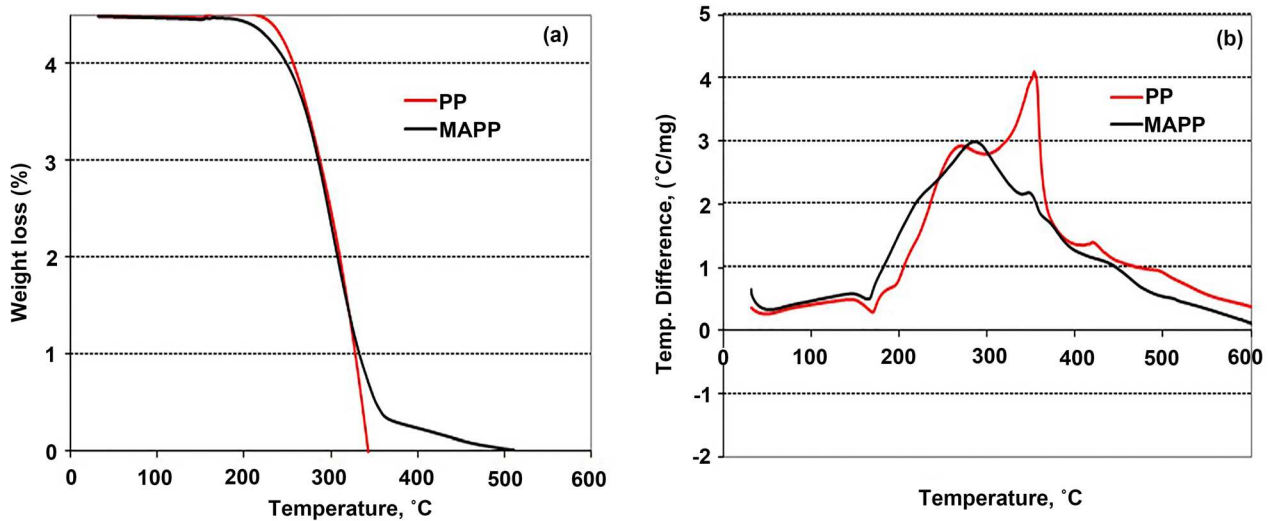 (a)
4
3
2
1
0
Weight loss (%)
PP
MAPP
0 100 200 300 400 500 600
Temperature, ˚C
(b)
5
4
3
2
1
0
-1
-2
Temp. Difference, (˚C/mg)
PP
MAPP
0 100 200 300 400 500 600
Temperature, ˚C